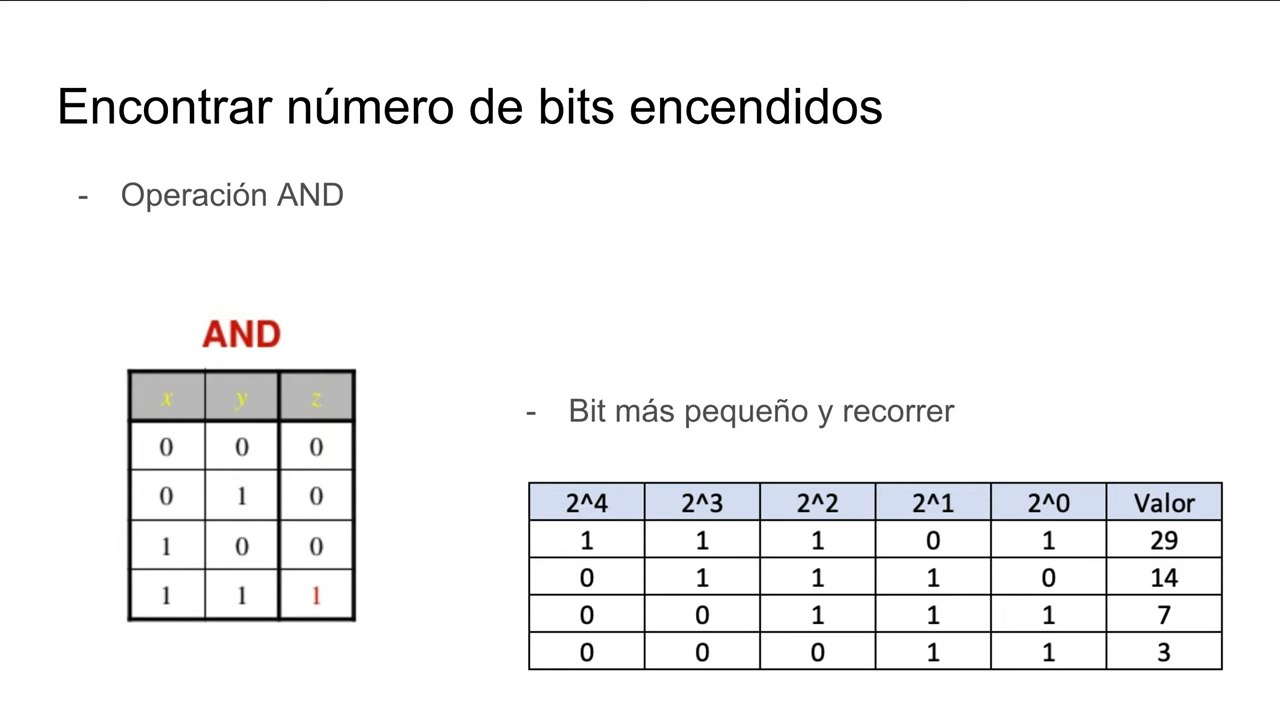 Encontrar número de bits encendidos
- Operación AND
AND
x y z
0 0 0
0 1 0
1 0 0
1 1 1
- Bit más pequeño y recorrer
2^4 2^3 2^2 2^1 2^0 Valor
1 1 1 0 1 29
0 1 1 1 0 14
0 0 1 1 1 7
0 0 0 1 1 3